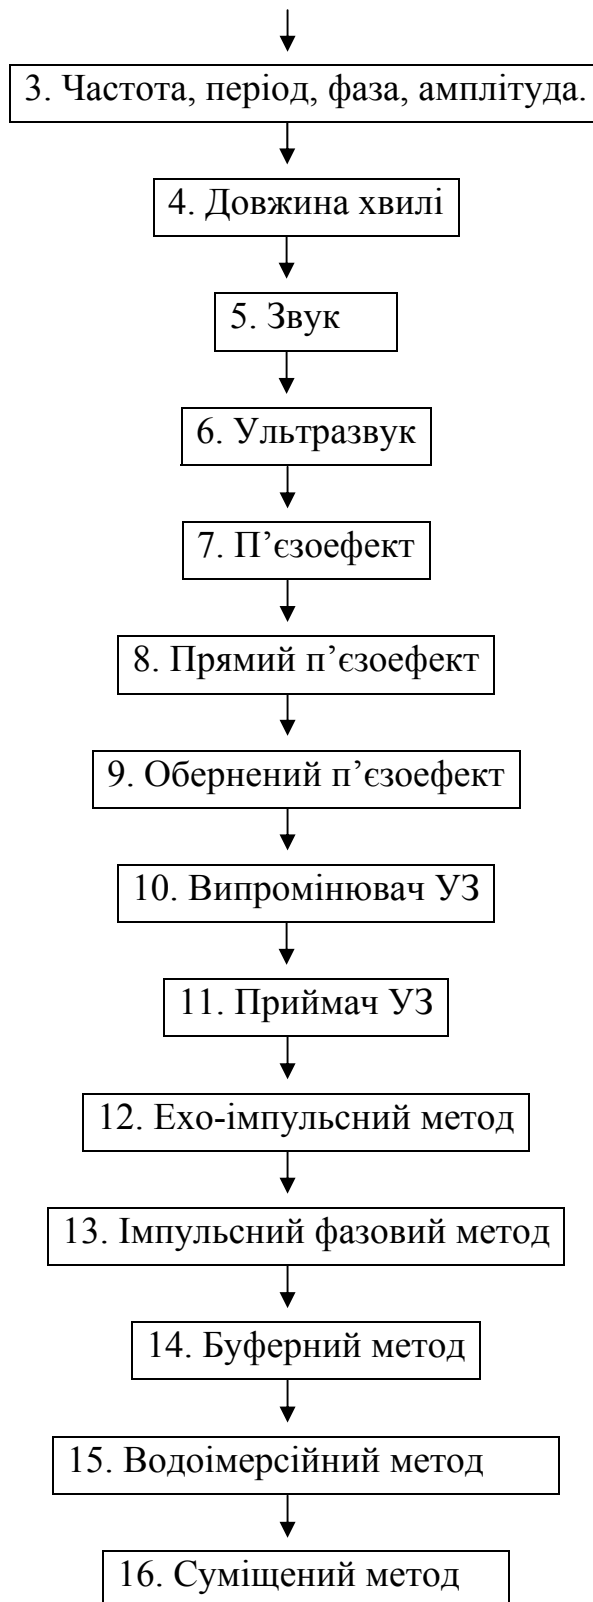 3. Частота, період, фаза, амплітуда.
4. Довжина хвилі
5. Звук
6. Ультразвук
7. П’єзоефект
8. Прямий п’єзоефект
9. Обернений п’єзоефект
10. Випромінювач УЗ
11. Приймач УЗ
12. Ехо-імпульсний метод
13. Імпульсний фазовий метод
14. Буферний метод
15. Водоімерсійний метод
16. Суміщений метод